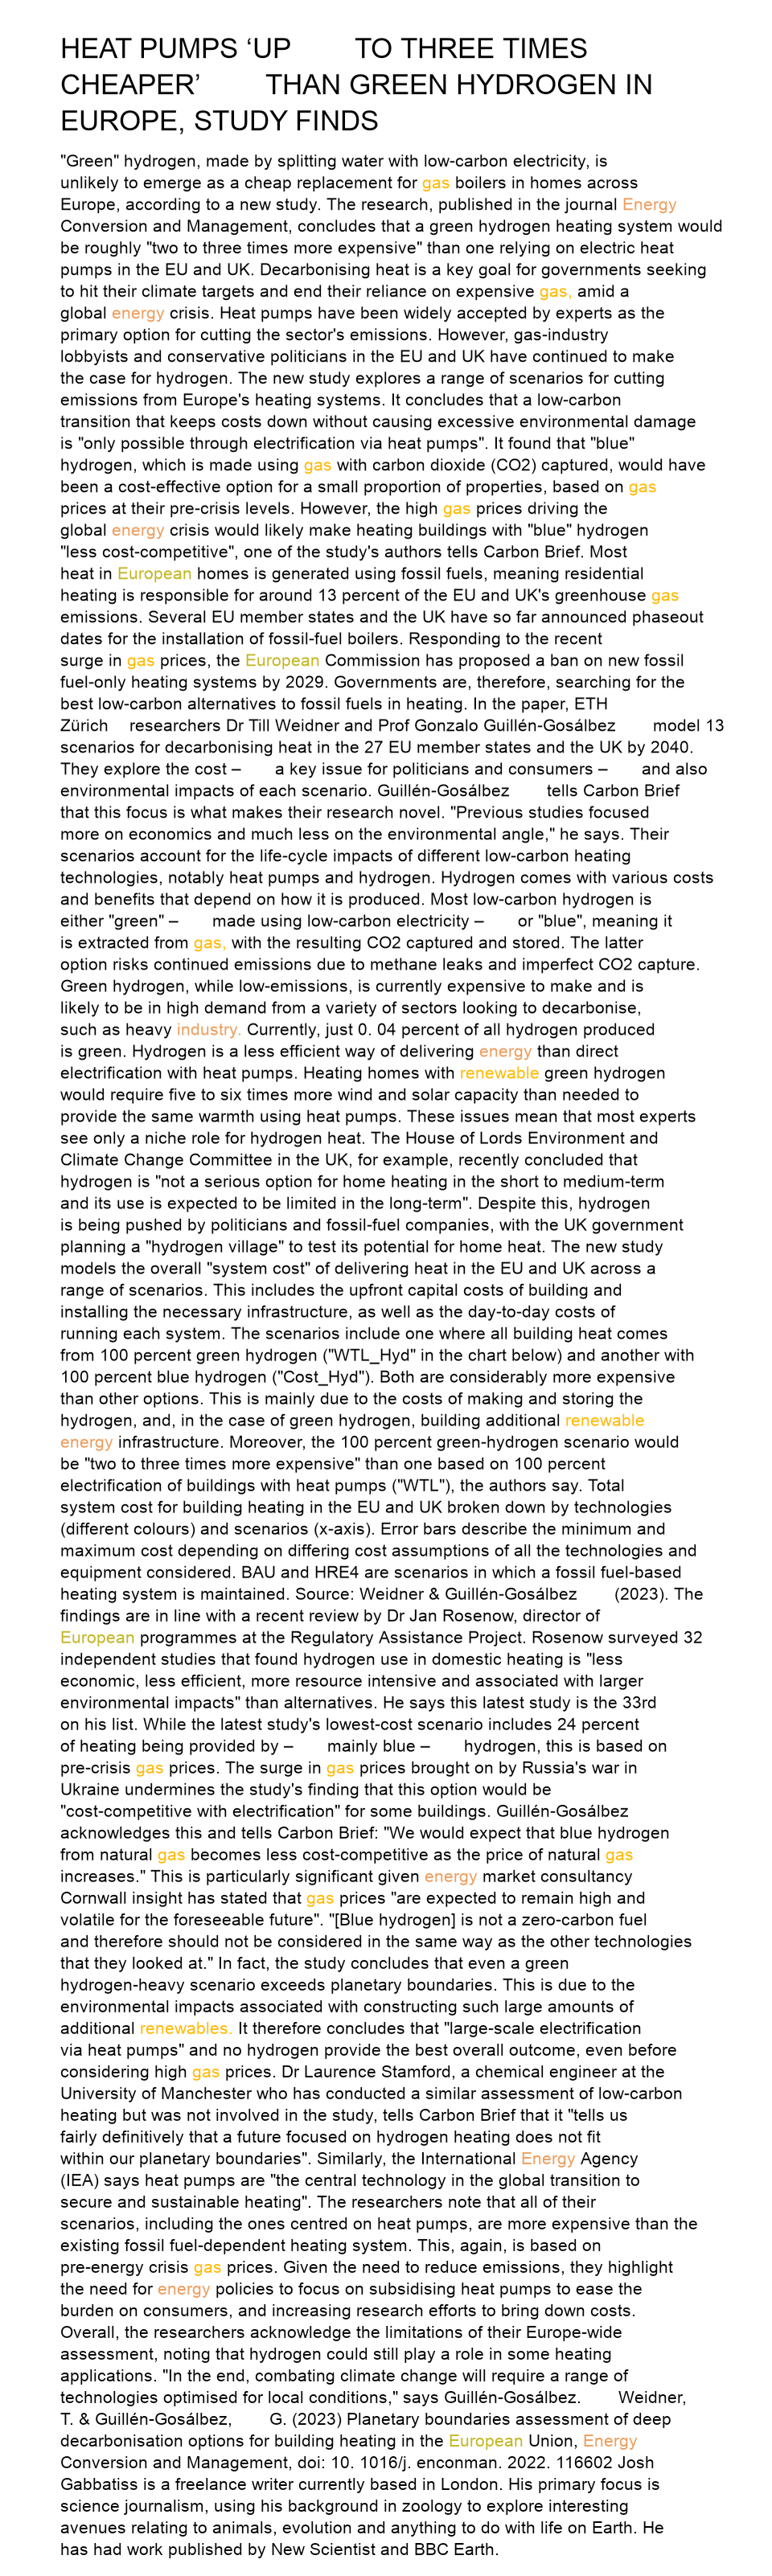 HEAT PUMPS ‘UP TO THREE TIMES
CHEAPER’ THAN GREEN HYDROGEN IN
EUROPE, STUDY FINDS
"Green" hydrogen, made by splitting water with low-carbon electricity, is
unlikely to emerge as a cheap replacement for gas boilers in homes across
Europe, according to a new study. The research, published in the journal Energy
Conversion and Management, concludes that a green hydrogen heating system would
be roughly "two to three times more expensive" than one relying on electric heat
pumps in the EU and UK. Decarbonising heat is a key goal for governments seeking
to hit their climate targets and end their reliance on expensive gas, amid a
global energy crisis. Heat pumps have been widely accepted by experts as the
primary option for cutting the sector's emissions. However, gas-industry
lobbyists and conservative politicians in the EU and UK have continued to make
the case for hydrogen. The new study explores a range of scenarios for cutting
emissions from Europe's heating systems. It concludes that a low-carbon
transition that keeps costs down without causing excessive environmental damage
is "only possible through electrification via heat pumps". It found that "blue"
hydrogen, which is made using gas with carbon dioxide (CO2) captured, would have
been a cost-effective option for a small proportion of properties, based on gas
prices at their pre-crisis levels. However, the high gas prices driving the
global energy crisis would likely make heating buildings with "blue" hydrogen
"less cost-competitive", one of the study's authors tells Carbon Brief. Most
heat in European homes is generated using fossil fuels, meaning residential
heating is responsible for around 13 percent of the EU and UK's greenhouse gas
emissions. Several EU member states and the UK have so far announced phaseout
dates for the installation of fossil-fuel boilers. Responding to the recent
surge in gas prices, the European Commission has proposed a ban on new fossil
fuel-only heating systems by 2029. Governments are, therefore, searching for the
best low-carbon alternatives to fossil fuels in heating. In the paper, ETH
Zürich researchers Dr Till Weidner and Prof Gonzalo Guillén-Gosálbez model 13
scenarios for decarbonising heat in the 27 EU member states and the UK by 2040.
They explore the cost – a key issue for politicians and consumers – and also
environmental impacts of each scenario. Guillén-Gosálbez tells Carbon Brief
that this focus is what makes their research novel. "Previous studies focused
more on economics and much less on the environmental angle," he says. Their
scenarios account for the life-cycle impacts of different low-carbon heating
technologies, notably heat pumps and hydrogen. Hydrogen comes with various costs
and benefits that depend on how it is produced. Most low-carbon hydrogen is
either "green" – made using low-carbon electricity – or "blue", meaning it
is extracted from gas, with the resulting CO2 captured and stored. The latter
option risks continued emissions due to methane leaks and imperfect CO2 capture.
Green hydrogen, while low-emissions, is currently expensive to make and is
likely to be in high demand from a variety of sectors looking to decarbonise,
such as heavy industry. Currently, just 0. 04 percent of all hydrogen produced
is green. Hydrogen is a less efficient way of delivering energy than direct
electrification with heat pumps. Heating homes with renewable green hydrogen
would require five to six times more wind and solar capacity than needed to
provide the same warmth using heat pumps. These issues mean that most experts
see only a niche role for hydrogen heat. The House of Lords Environment and
Climate Change Committee in the UK, for example, recently concluded that
hydrogen is "not a serious option for home heating in the short to medium-term
and its use is expected to be limited in the long-term". Despite this, hydrogen
is being pushed by politicians and fossil-fuel companies, with the UK government
planning a "hydrogen village" to test its potential for home heat. The new study
models the overall "system cost" of delivering heat in the EU and UK across a
range of scenarios. This includes the upfront capital costs of building and
installing the necessary infrastructure, as well as the day-to-day costs of
running each system. The scenarios include one where all building heat comes
from 100 percent green hydrogen ("WTL_Hyd" in the chart below) and another with
100 percent blue hydrogen ("Cost_Hyd"). Both are considerably more expensive
than other options. This is mainly due to the costs of making and storing the
hydrogen, and, in the case of green hydrogen, building additional renewable
energy infrastructure. Moreover, the 100 percent green-hydrogen scenario would
be "two to three times more expensive" than one based on 100 percent
electrification of buildings with heat pumps ("WTL"), the authors say. Total
system cost for building heating in the EU and UK broken down by technologies
(different colours) and scenarios (x-axis). Error bars describe the minimum and
maximum cost depending on differing cost assumptions of all the technologies and
equipment considered. BAU and HRE4 are scenarios in which a fossil fuel-based
heating system is maintained. Source: Weidner & Guillén-Gosálbez (2023). The
findings are in line with a recent review by Dr Jan Rosenow, director of
European programmes at the Regulatory Assistance Project. Rosenow surveyed 32
independent studies that found hydrogen use in domestic heating is "less
economic, less efficient, more resource intensive and associated with larger
environmental impacts" than alternatives. He says this latest study is the 33rd
on his list. While the latest study's lowest-cost scenario includes 24 percent
of heating being provided by – mainly blue – hydrogen, this is based on
pre-crisis gas prices. The surge in gas prices brought on by Russia's war in
Ukraine undermines the study's finding that this option would be
"cost-competitive with electrification" for some buildings. Guillén-Gosálbez
acknowledges this and tells Carbon Brief: "We would expect that blue hydrogen
from natural gas becomes less cost-competitive as the price of natural gas
increases." This is particularly significant given energy market consultancy
Cornwall insight has stated that gas prices "are expected to remain high and
volatile for the foreseeable future". "[Blue hydrogen] is not a zero-carbon fuel
and therefore should not be considered in the same way as the other technologies
that they looked at." In fact, the study concludes that even a green
hydrogen-heavy scenario exceeds planetary boundaries. This is due to the
environmental impacts associated with constructing such large amounts of
additional renewables. It therefore concludes that "large-scale electrification
via heat pumps" and no hydrogen provide the best overall outcome, even before
considering high gas prices. Dr Laurence Stamford, a chemical engineer at the
University of Manchester who has conducted a similar assessment of low-carbon
heating but was not involved in the study, tells Carbon Brief that it "tells us
fairly definitively that a future focused on hydrogen heating does not fit
within our planetary boundaries". Similarly, the International Energy Agency
(IEA) says heat pumps are "the central technology in the global transition to
secure and sustainable heating". The researchers note that all of their
scenarios, including the ones centred on heat pumps, are more expensive than the
existing fossil fuel-dependent heating system. This, again, is based on
pre-energy crisis gas prices. Given the need to reduce emissions, they highlight
the need for energy policies to focus on subsidising heat pumps to ease the
burden on consumers, and increasing research efforts to bring down costs.
Overall, the researchers acknowledge the limitations of their Europe-wide
assessment, noting that hydrogen could still play a role in some heating
applications. "In the end, combating climate change will require a range of
technologies optimised for local conditions," says Guillén-Gosálbez. Weidner,
T. & Guillén-Gosálbez, G. (2023) Planetary boundaries assessment of deep
decarbonisation options for building heating in the European Union, Energy
Conversion and Management, doi: 10. 1016/j. enconman. 2022. 116602 Josh
Gabbatiss is a freelance writer currently based in London. His primary focus is
science journalism, using his background in zoology to explore interesting
avenues relating to animals, evolution and anything to do with life on Earth. He
has had work published by New Scientist and BBC Earth.